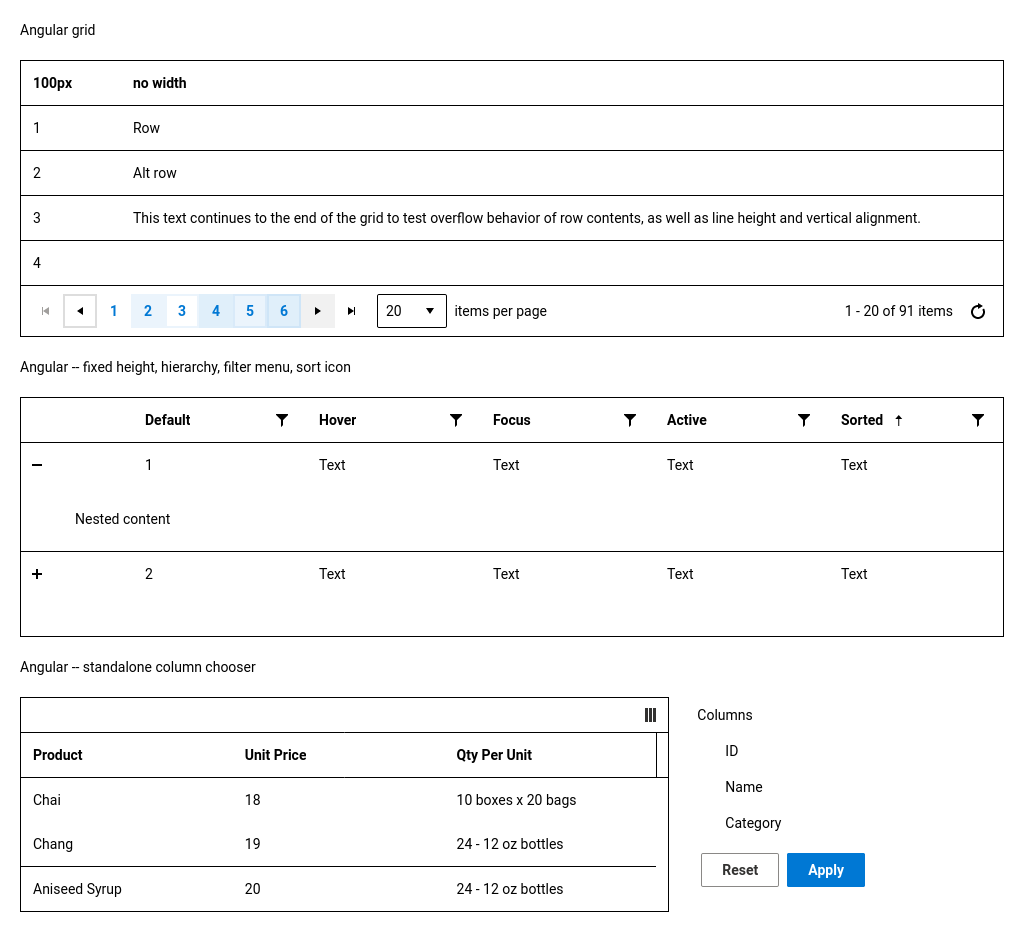 Angular grid
100px no width
1 Row
2 Alt row
3 This text continues to the end of the grid to test overflow behavior of row contents, as well as line height and vertical alignment.
4
1 2 3 4 5 6 20 items per page 1 - 20 of 91 items
Angular -- fixed height, hierarchy, filter menu, sort icon
Default Hover Focus Active Sorted
1 Text Text Text Text
Nested content
2 Text Text Text Text
Angular -- standalone column chooser
Product Unit Price Qty Per Unit
Chai 18 10 boxes x 20 bags
Chang 19 24 - 12 oz bottles
Aniseed Syrup 20 24 - 12 oz bottles
Columns
ID
Name
Category
Reset Apply